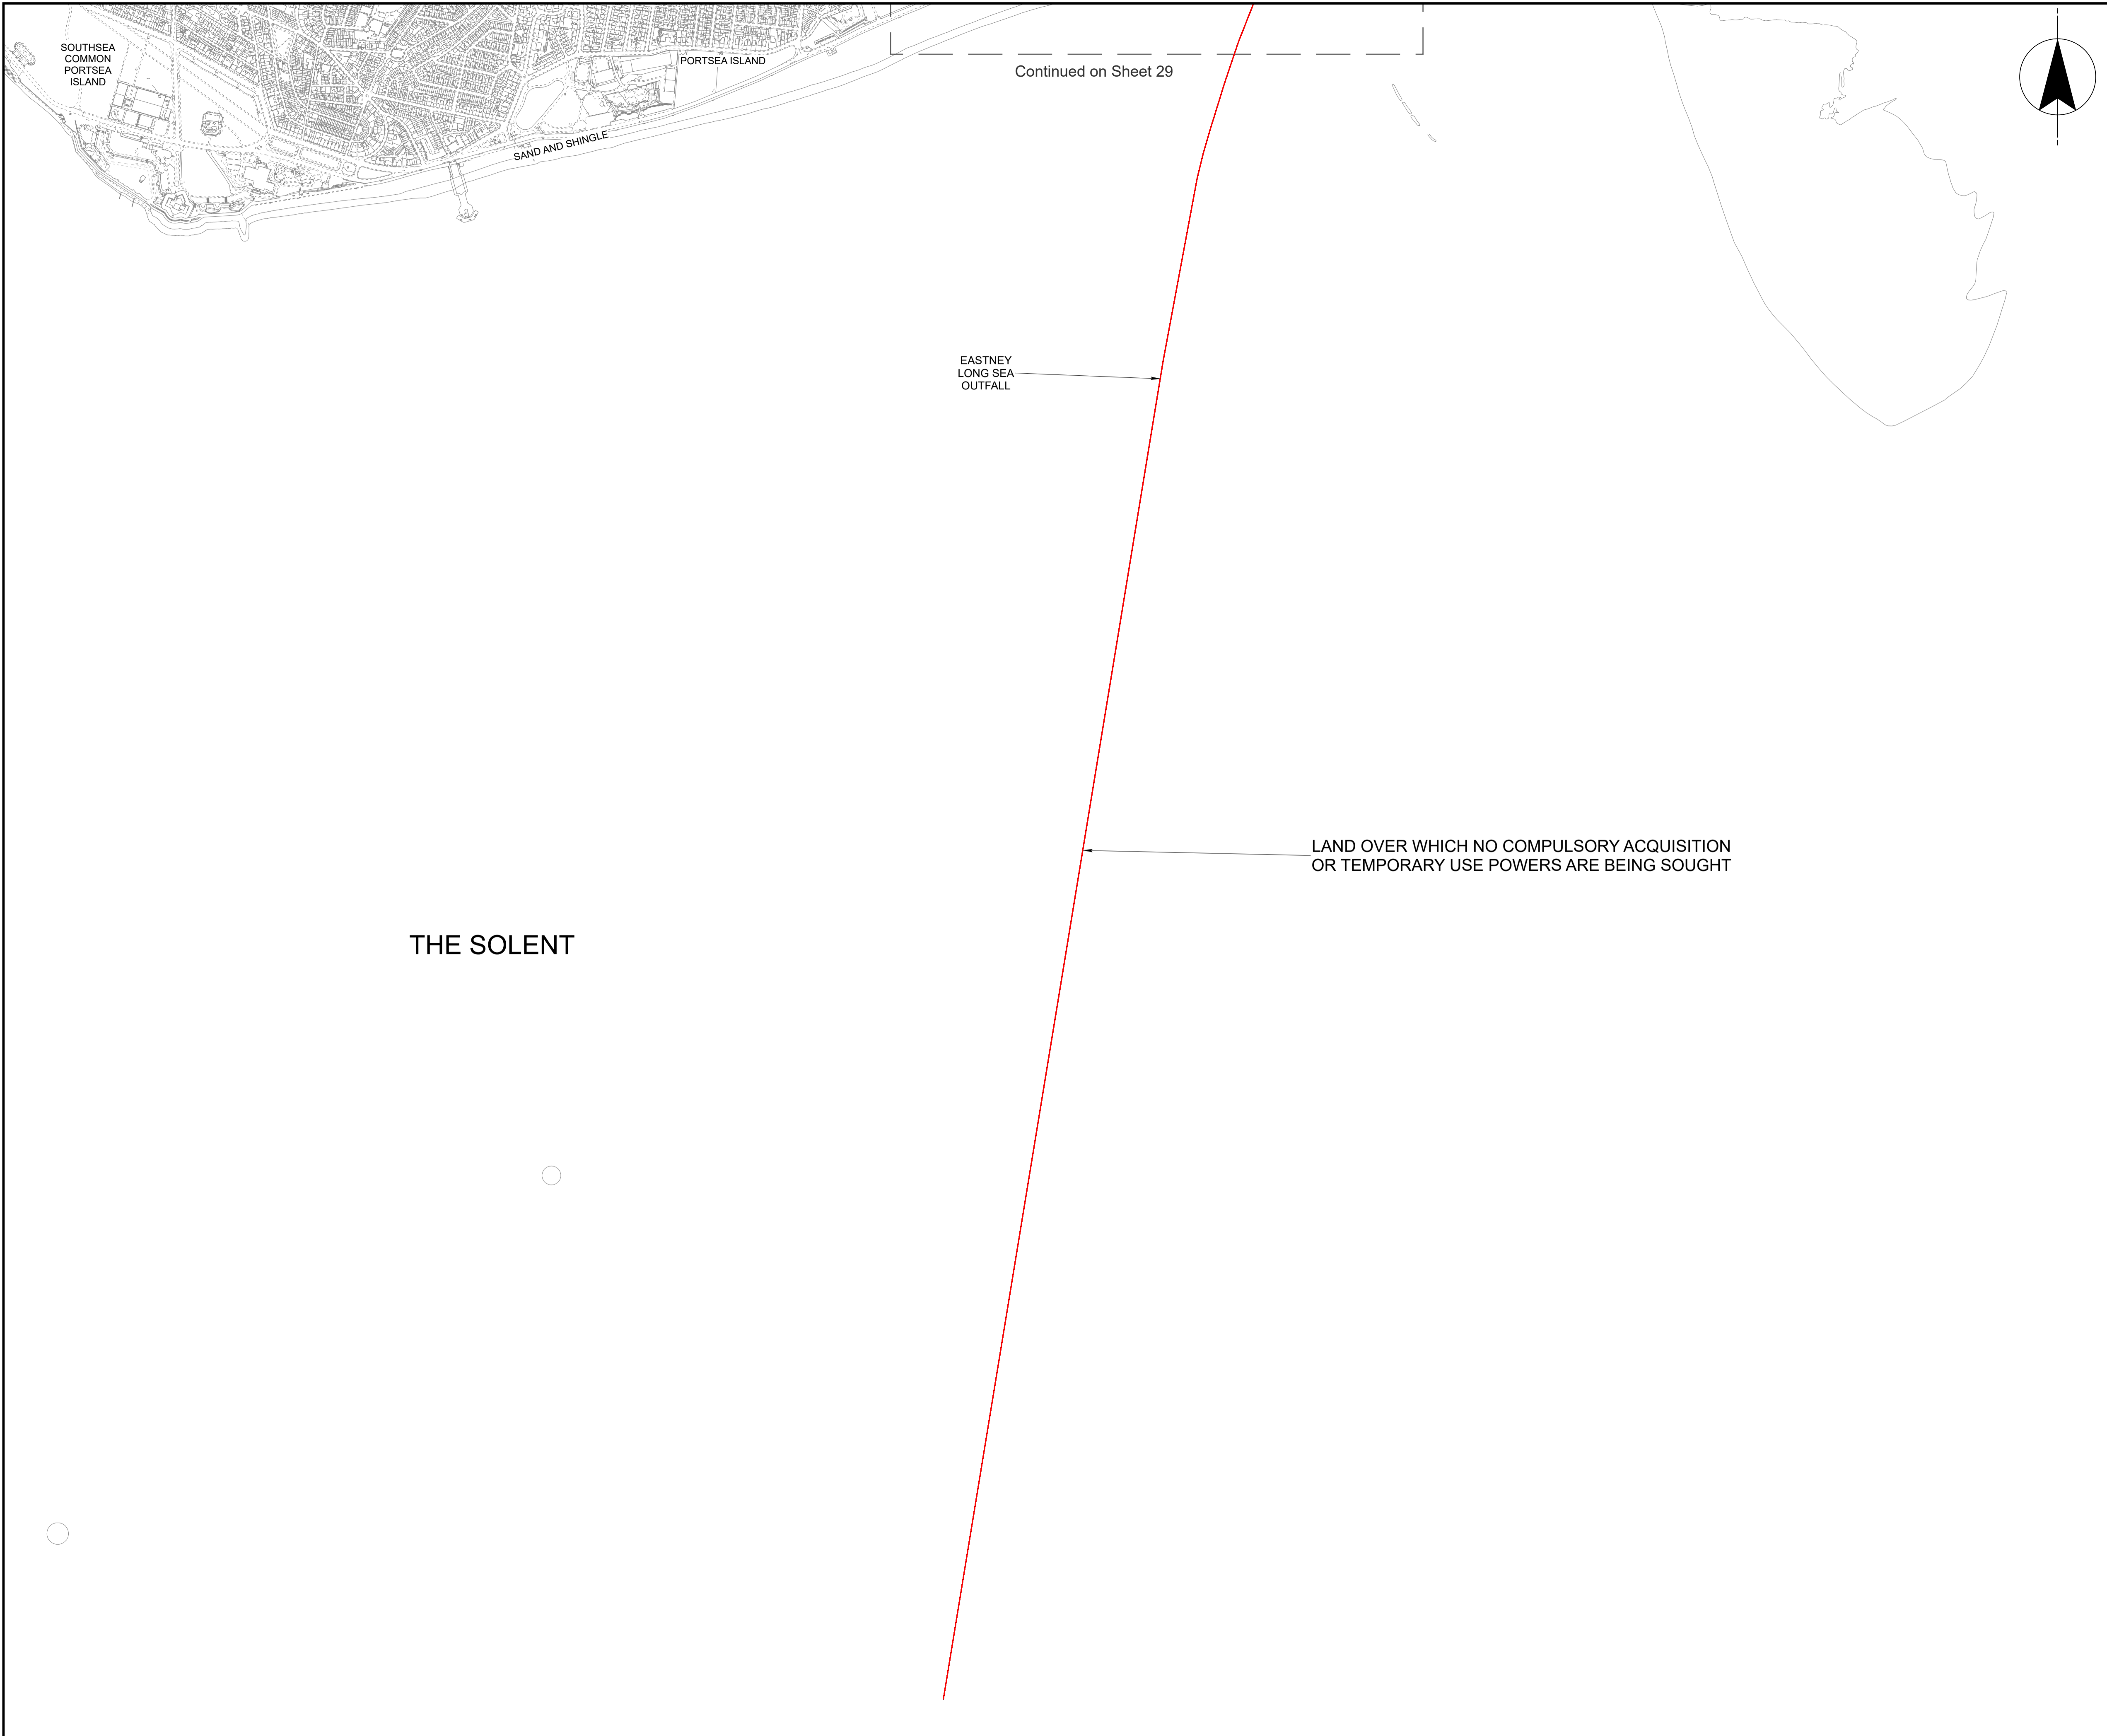 SOUTHSEA
COMMON
PORTSEA
ISLAND
PORTSEA ISLAND
Continued on Sheet 29
SAND AND SHINGLE
EASTNEY
LONG SEA
OUTFALL
LAND OVER WHICH NO COMPULSORY ACQUISITION
OR TEMPORARY USE POWERS ARE BEING SOUGHT
THE SOLENT